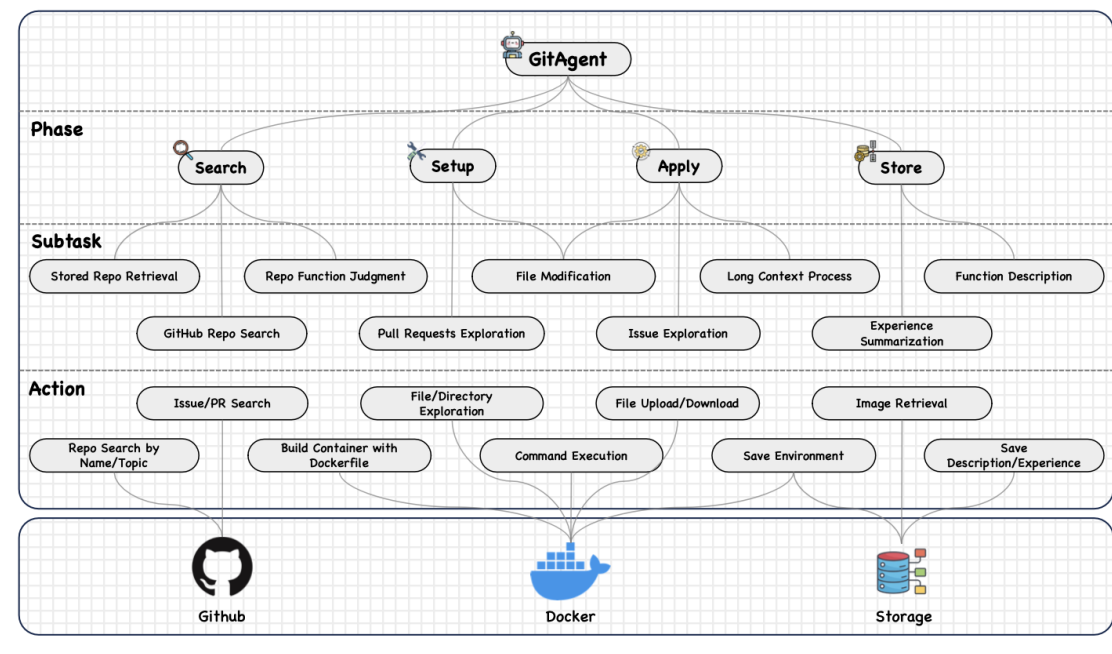 GitAgent
Phase
Search
Setup
Apply
Store
Subtask
Stored Repo Retrieval
Repo Function Judgment
File Modification
Long Context Process
Function Description
GitHub Repo Search
Pull Requests Exploration
Issue Exploration
Experience
Summarization
Action
Issue/PR Search
File/Directory
Exploration
File Upload/Download
Image Retrieval
Repo Search by
Name/Topic
Build Container with
Dockerfile
Command Execution
Save Environment
Save
Description/Experience
Github
Docker
Storage